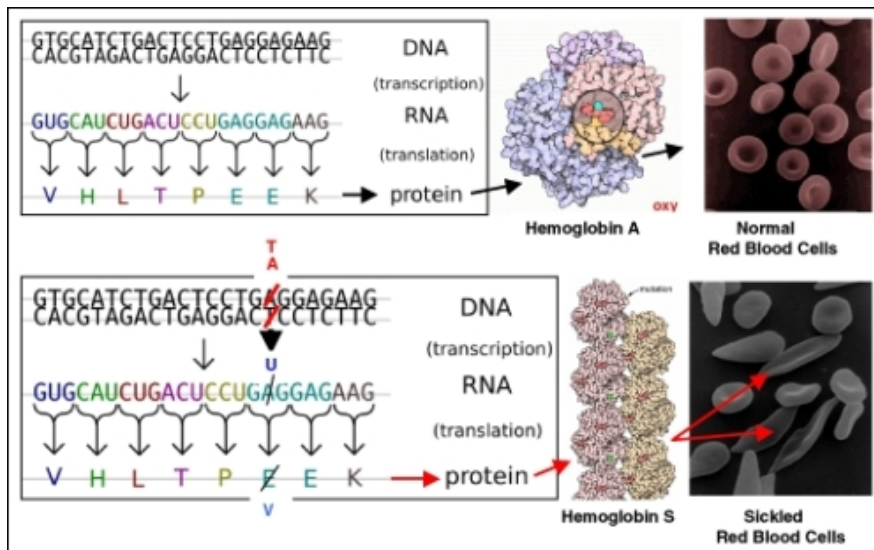 GTGCATCTGACTCCTGAGGAGAAG
CACGTAGACTGAGGACTCCTCTTC
DNA
(transcription)
GUGCAUCUGACUCCUGAGGAGAAG
RNA
(translation)
V H L T P E E K
protein
oxy
Hemoglobin A
Normal
Red Blood Cells
T
A
GTGCATCTGACTCCTGAGGAGAAG
CACGTAGACTGAGGACTCCTCTTC
DNA
mutation
(transcription)
U
GUGCAUCUGACUCCUGAGGAGAAG
RNA
(translation)
V H L T P E E K
protein
V
Hemoglobin S
Sickled
Red Blood Cells